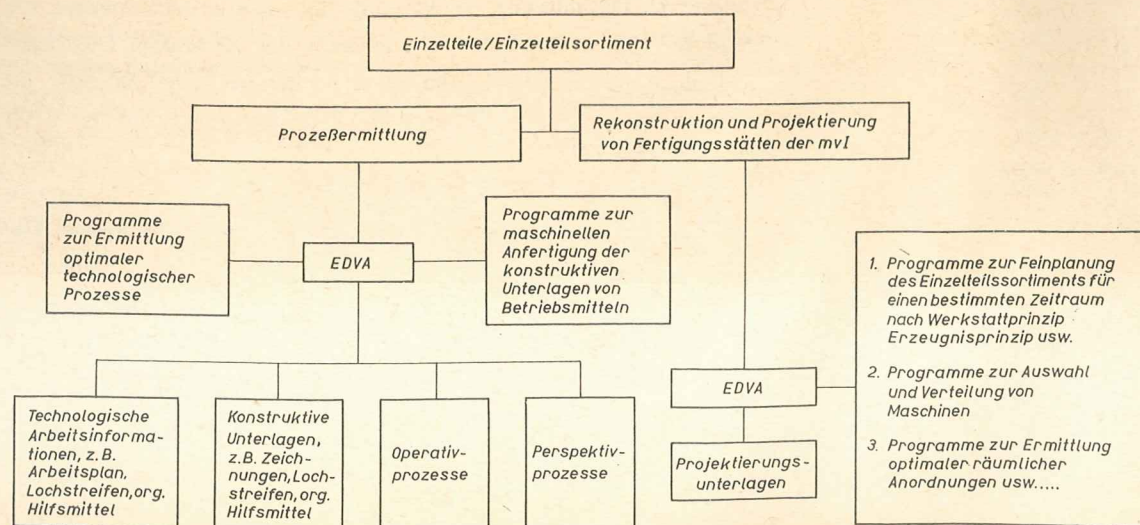 Einzelteile/Einzelteilsortiment
Prozeßermittlung
Rekonstruktion und Projektierung
von Fertigungsstätten der mvI
Programme
zur Ermittlung
optimaler
technologischer
Prozesse
EDVA
Programme zur
maschinellen
Anfertigung der
konstruktiven
Unterlagen von
Betriebsmitteln
1. Programme zur Feinplanung
des Einzelteilssortiments für
einen bestimmten Zeitraum
nach Werkstattprinzip
Erzeugnisprinzip usw.
2. Programme zur Auswahl
und Verteilung von
Maschinen
3. Programme zur Ermittlung
optimaler räumlicher
Anordnungen usw.....
EDVA
Technologische
Arbeitsinforma-
tionen, z.B.
Arbeitsplan,
Lochstreifen,org.
Hilfsmittel
Konstruktive
Unterlagen,
z.B. Zeich-
nungen,Loch-
streifen, org.
Hilfsmittel
Operativ-
prozesse
Perspektiv-
prozesse
Projektierungs-
unterlagen